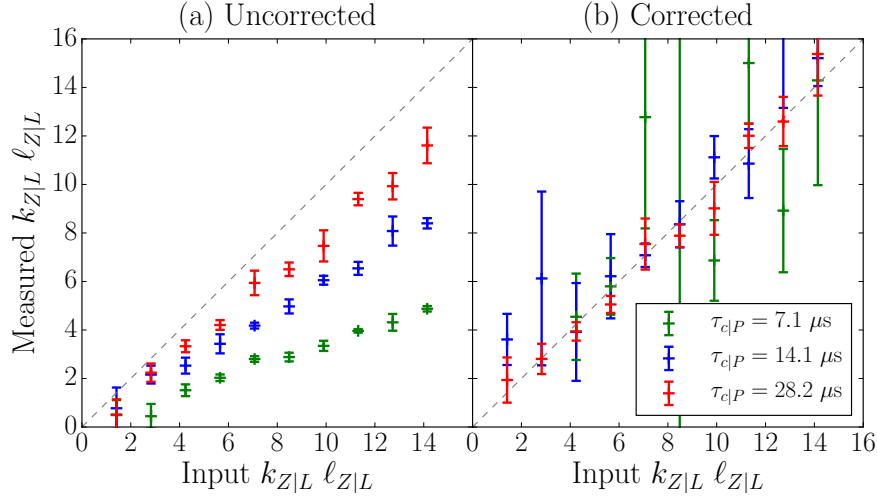 (a) Uncorrected
(b) Corrected
16
14
12
10
8
6
4
2
0
Measured k_{Z|L} ℓ_{Z|L}
0 2 4 6 8 10 12 14
0 2 4 6 8 10 12 14 16
Input k_{Z|L} ℓ_{Z|L}
Input k_{Z|L} ℓ_{Z|L}
τ_{c|P} = 7.1 μs
τ_{c|P} = 14.1 μs
τ_{c|P} = 28.2 μs